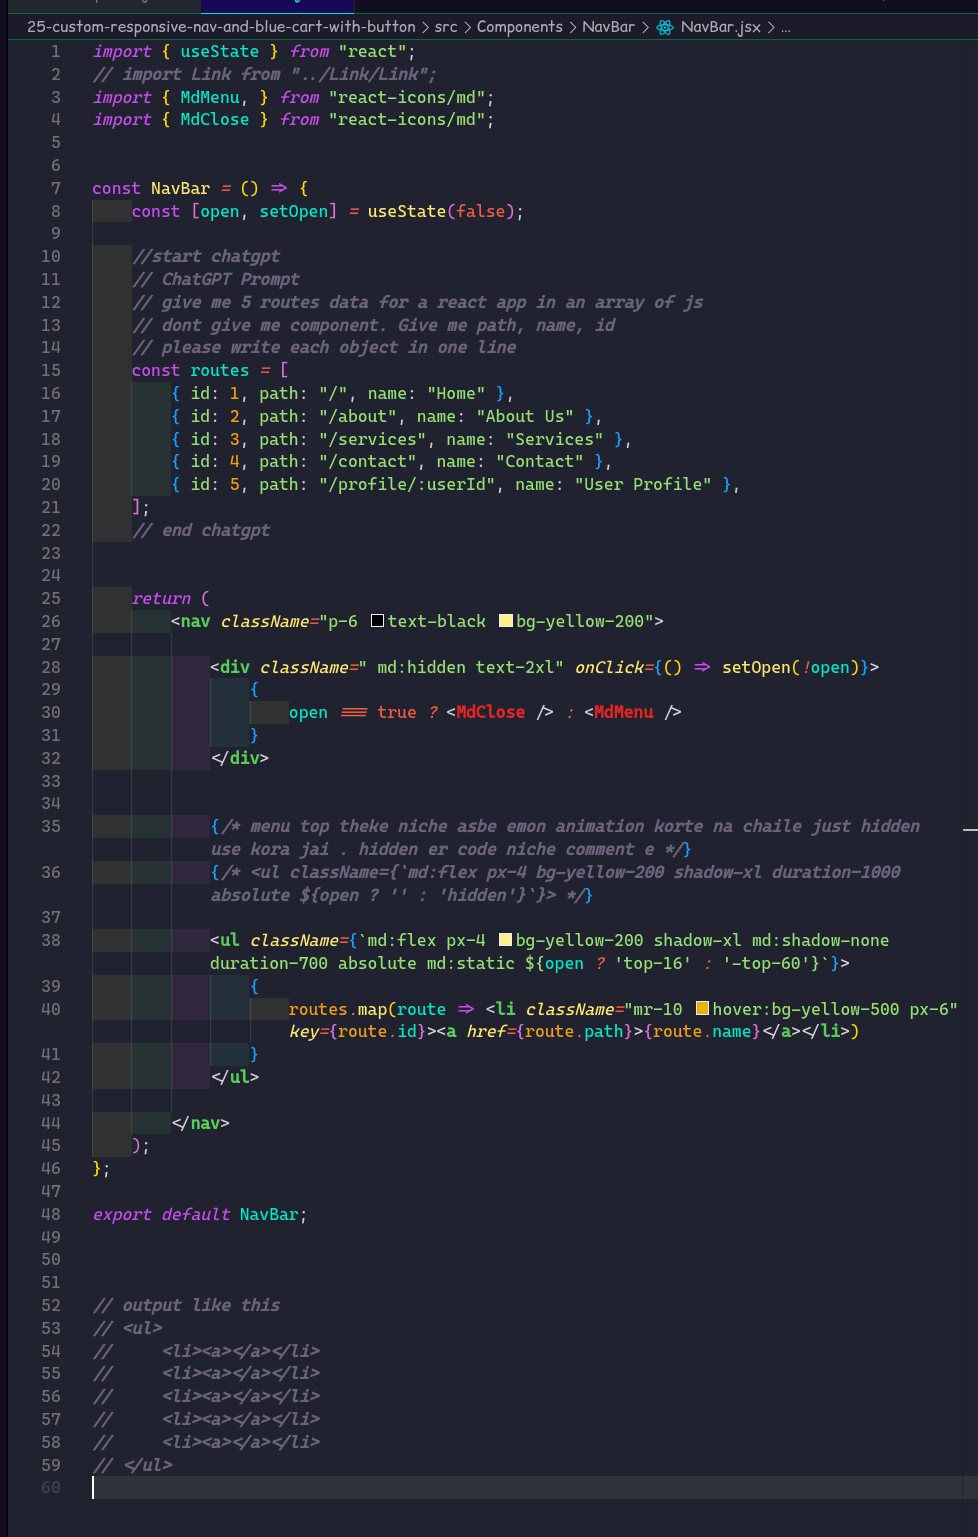 25-custom-responsive-nav-and-blue-cart-with-button > src > Components > NavBar > NavBar.jsx > ...
1 import { useState } from "react";
2 // import Link from "../Link/Link";
3 import { MdMenu, } from "react-icons/md";
4 import { MdClose } from "react-icons/md";
5
6
7 const NavBar = () => {
8 const [open, setOpen] = useState(false);
9
10 //start chatgpt
11 // ChatGPT Prompt
12 // give me 5 routes data for a react app in an array of js
13 // dont give me component. Give me path, name, id
14 // please write each object in one line
15 const routes = [
16 { id: 1, path: "/", name: "Home" },
17 { id: 2, path: "/about", name: "About Us" },
18 { id: 3, path: "/services", name: "Services" },
19 { id: 4, path: "/contact", name: "Contact" },
20 { id: 5, path: "/profile/:userId", name: "User Profile" },
21 ];
22 // end chatgpt
23
24
25 return (
26 <nav className="p-6 text-black bg-yellow-200">
27
28 <div className=" md:hidden text-2xl" onClick={() => setOpen(!open)}>
29 {
30 open === true ? <MdClose /> : <MdMenu />
31 }
32 </div>
33
34
35 {/* menu top theke niche asbe emon animation korte na chaile just hidden
use kora jai . hidden er code niche comment e */}
36 {/* <ul className={`md:flex px-4 bg-yellow-200 shadow-xl duration-1000
absolute ${open ? '' : 'hidden'}`}> */}
37
38 <ul className={`md:flex px-4 bg-yellow-200 shadow-xl md:shadow-none
duration-700 absolute md:static ${open ? 'top-16' : '-top-60'}`}>
39 {
40 routes.map(route => <li className="mr-10 hover:bg-yellow-500 px-6"
key={route.id}><a href={route.path}>{route.name}</a></li>)
41 }
42 </ul>
43
44 </nav>
45 );
46 };
47
48 export default NavBar;
49
50
51
52 // output like this
53 // <ul>
54 // <li><a></a></li>
55 // <li><a></a></li>
56 // <li><a></a></li>
57 // <li><a></a></li>
58 // <li><a></a></li>
59 // </ul>
60